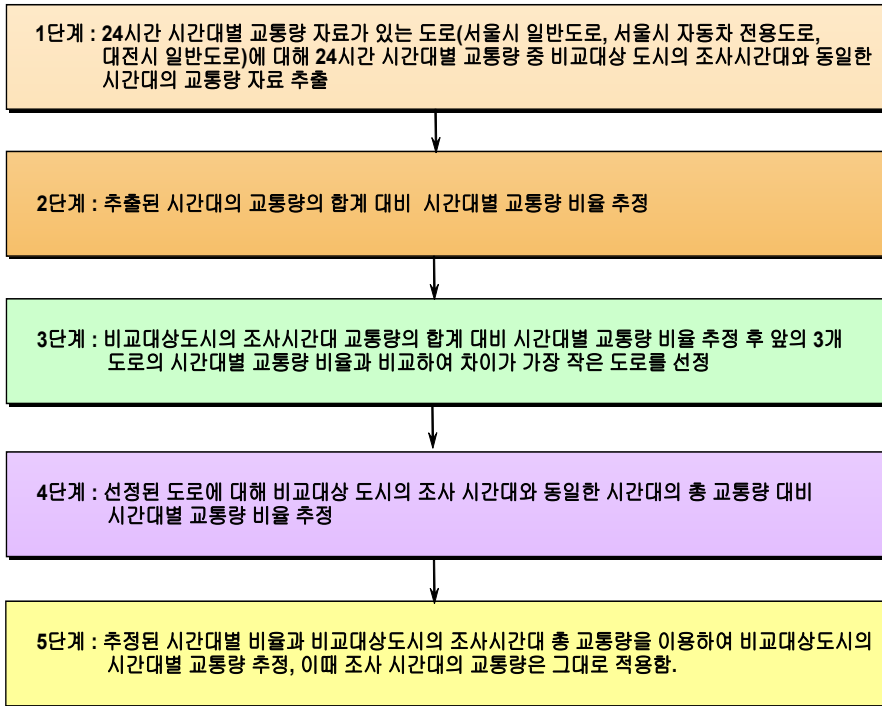 1단계 : 24시간 시간대별 교통량 자료가 있는 도로(서울시 일반도로, 서울시 자동차 전용도로,
대전시 일반도로)에 대해 24시간 시간대별 교통량 중 비교대상 도시의 조사시간대와 동일한
시간대의 교통량 자료 추출
2단계 : 추출된 시간대의 교통량의 합계 대비 시간대별 교통량 비율 추정
3단계 : 비교대상도시의 조사시간대 교통량의 합계 대비 시간대별 교통량 비율 추정 후 앞의 3개
도로의 시간대별 교통량 비율과 비교하여 차이가 가장 작은 도로를 선정
4단계 : 선정된 도로에 대해 비교대상 도시의 조사 시간대와 동일한 시간대의 총 교통량 대비
시간대별 교통량 비율 추정
5단계 : 추정된 시간대별 비율과 비교대상도시의 조사시간대 총 교통량을 이용하여 비교대상도시의
시간대별 교통량 추정, 이때 조사 시간대의 교통량은 그대로 적용함.